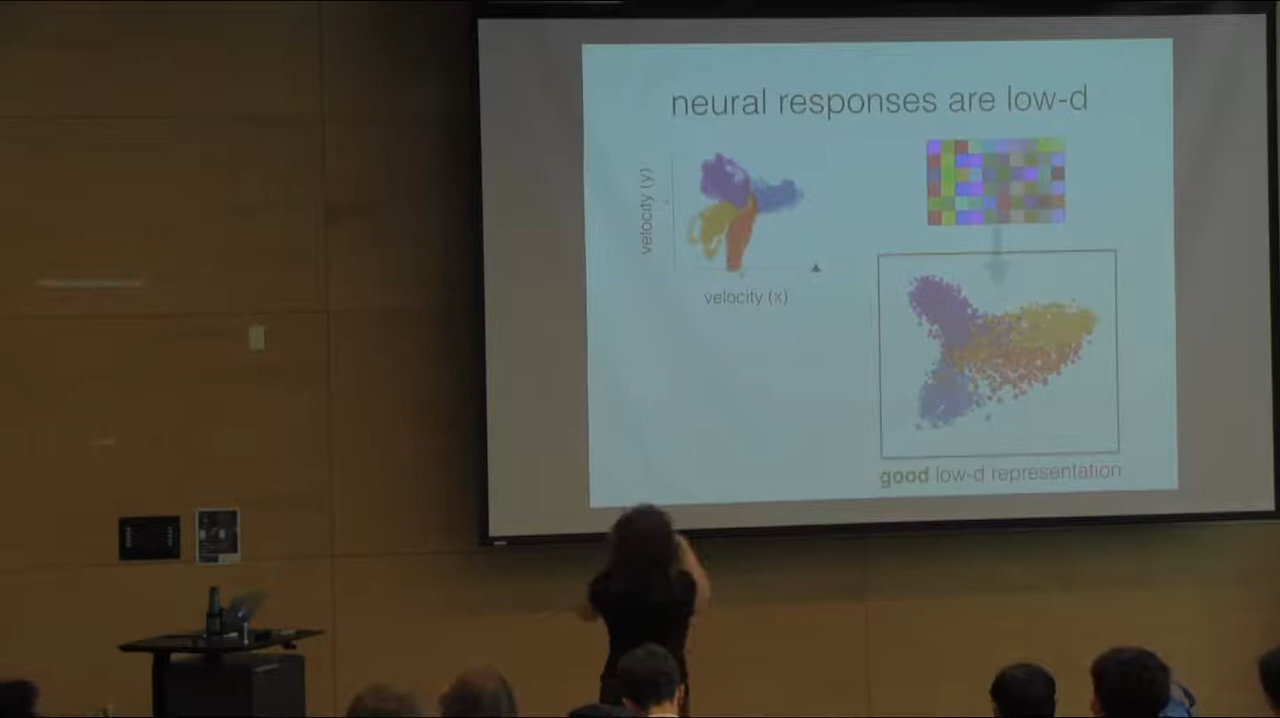 neural responses are low-d
velocity (y)
velocity (x)
good low-d representation